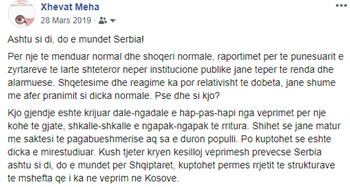 Xhevat Meha
28 Mars 2019 ·
Ashtu si di, do e mundet Serbia!
Per nje te menduar normal dhe shoqeri normale, raportimet per te punesuarit e
zyrtareve te larte shteteror neper institucione publike jane teper te renda dhe
alarmuese. Shqetesime dhe reagime ka por relativisht te dobeta, jane shume
me afer pranimit si dicka normale. Pse dhe si kjo?
Kjo gjendje eshte krijuar dale-ngadale e hap-pas-hapi nga veprimet per nje
kohe te gjate, shkalle-shkalle e ngapak-ngapak te rritura. Shihet se jane matur
me saktesi te pagabueshmerise aq sa e duron populli. Po kuptohet se eshte
dicka e mirestudiuar. Kush tjeter kryen kesilloj veprimesh prevecse Serbia
ashtu si di, do e mundet per Shqiptaret, kuptohet permes rrjetit te strukturave
te mshefta qe i ka ne veprim ne Kosove.